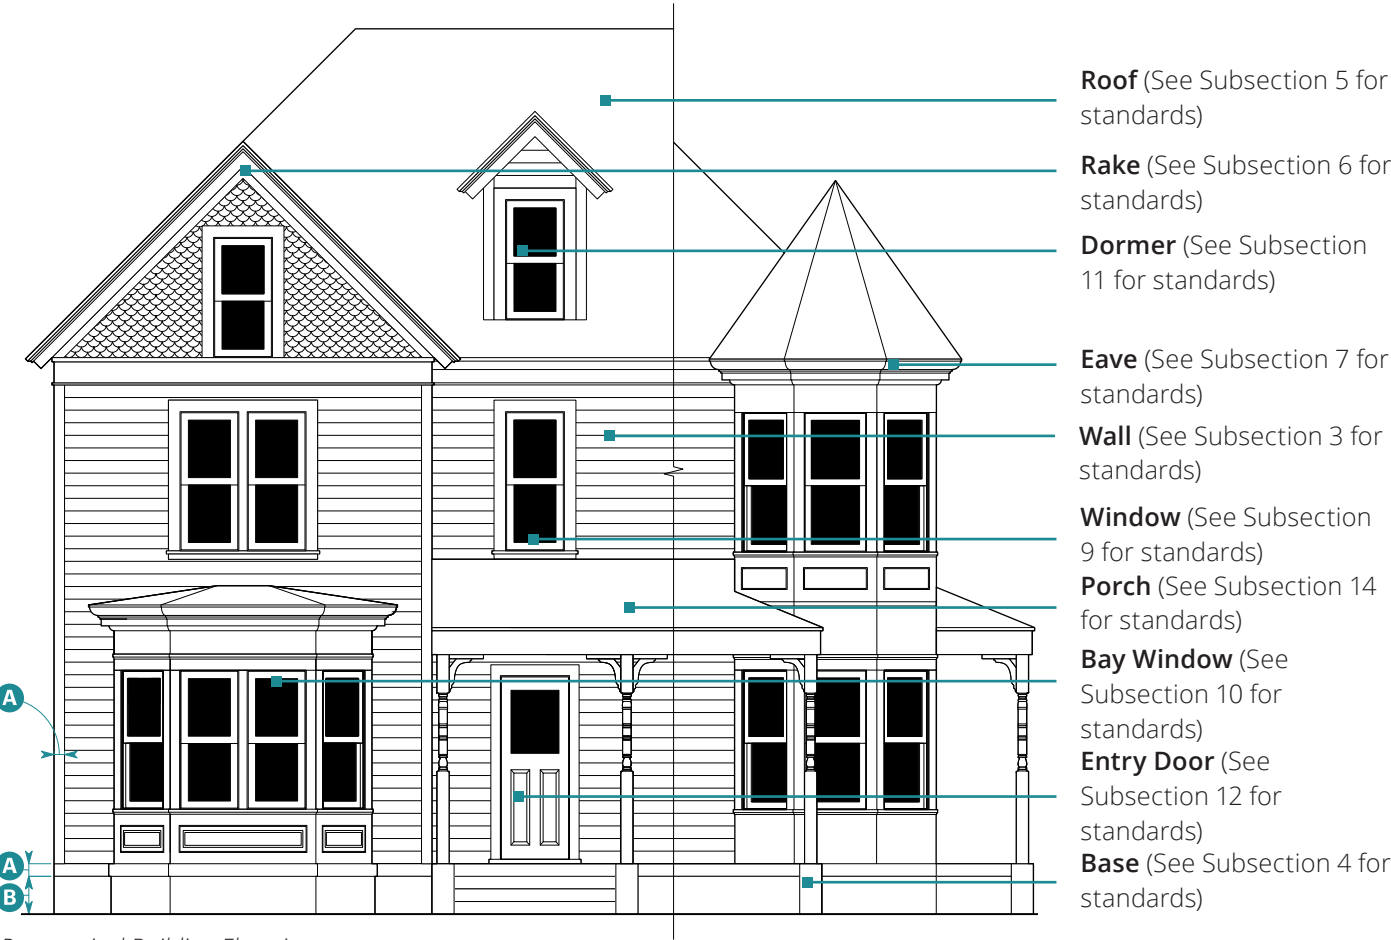 Roof (See Subsection 5 for
standards)
Rake (See Subsection 6 for
standards)
Dormer (See Subsection
11 for standards)
Eave (See Subsection 7 for
standards)
Wall (See Subsection 3 for
standards)
Window (See Subsection
9 for standards)
Porch (See Subsection 14
for standards)
Bay Window (See
Subsection 10 for
standards)
Entry Door (See
Subsection 12 for
standards)
Base (See Subsection 4 for
standards)
A
A
B